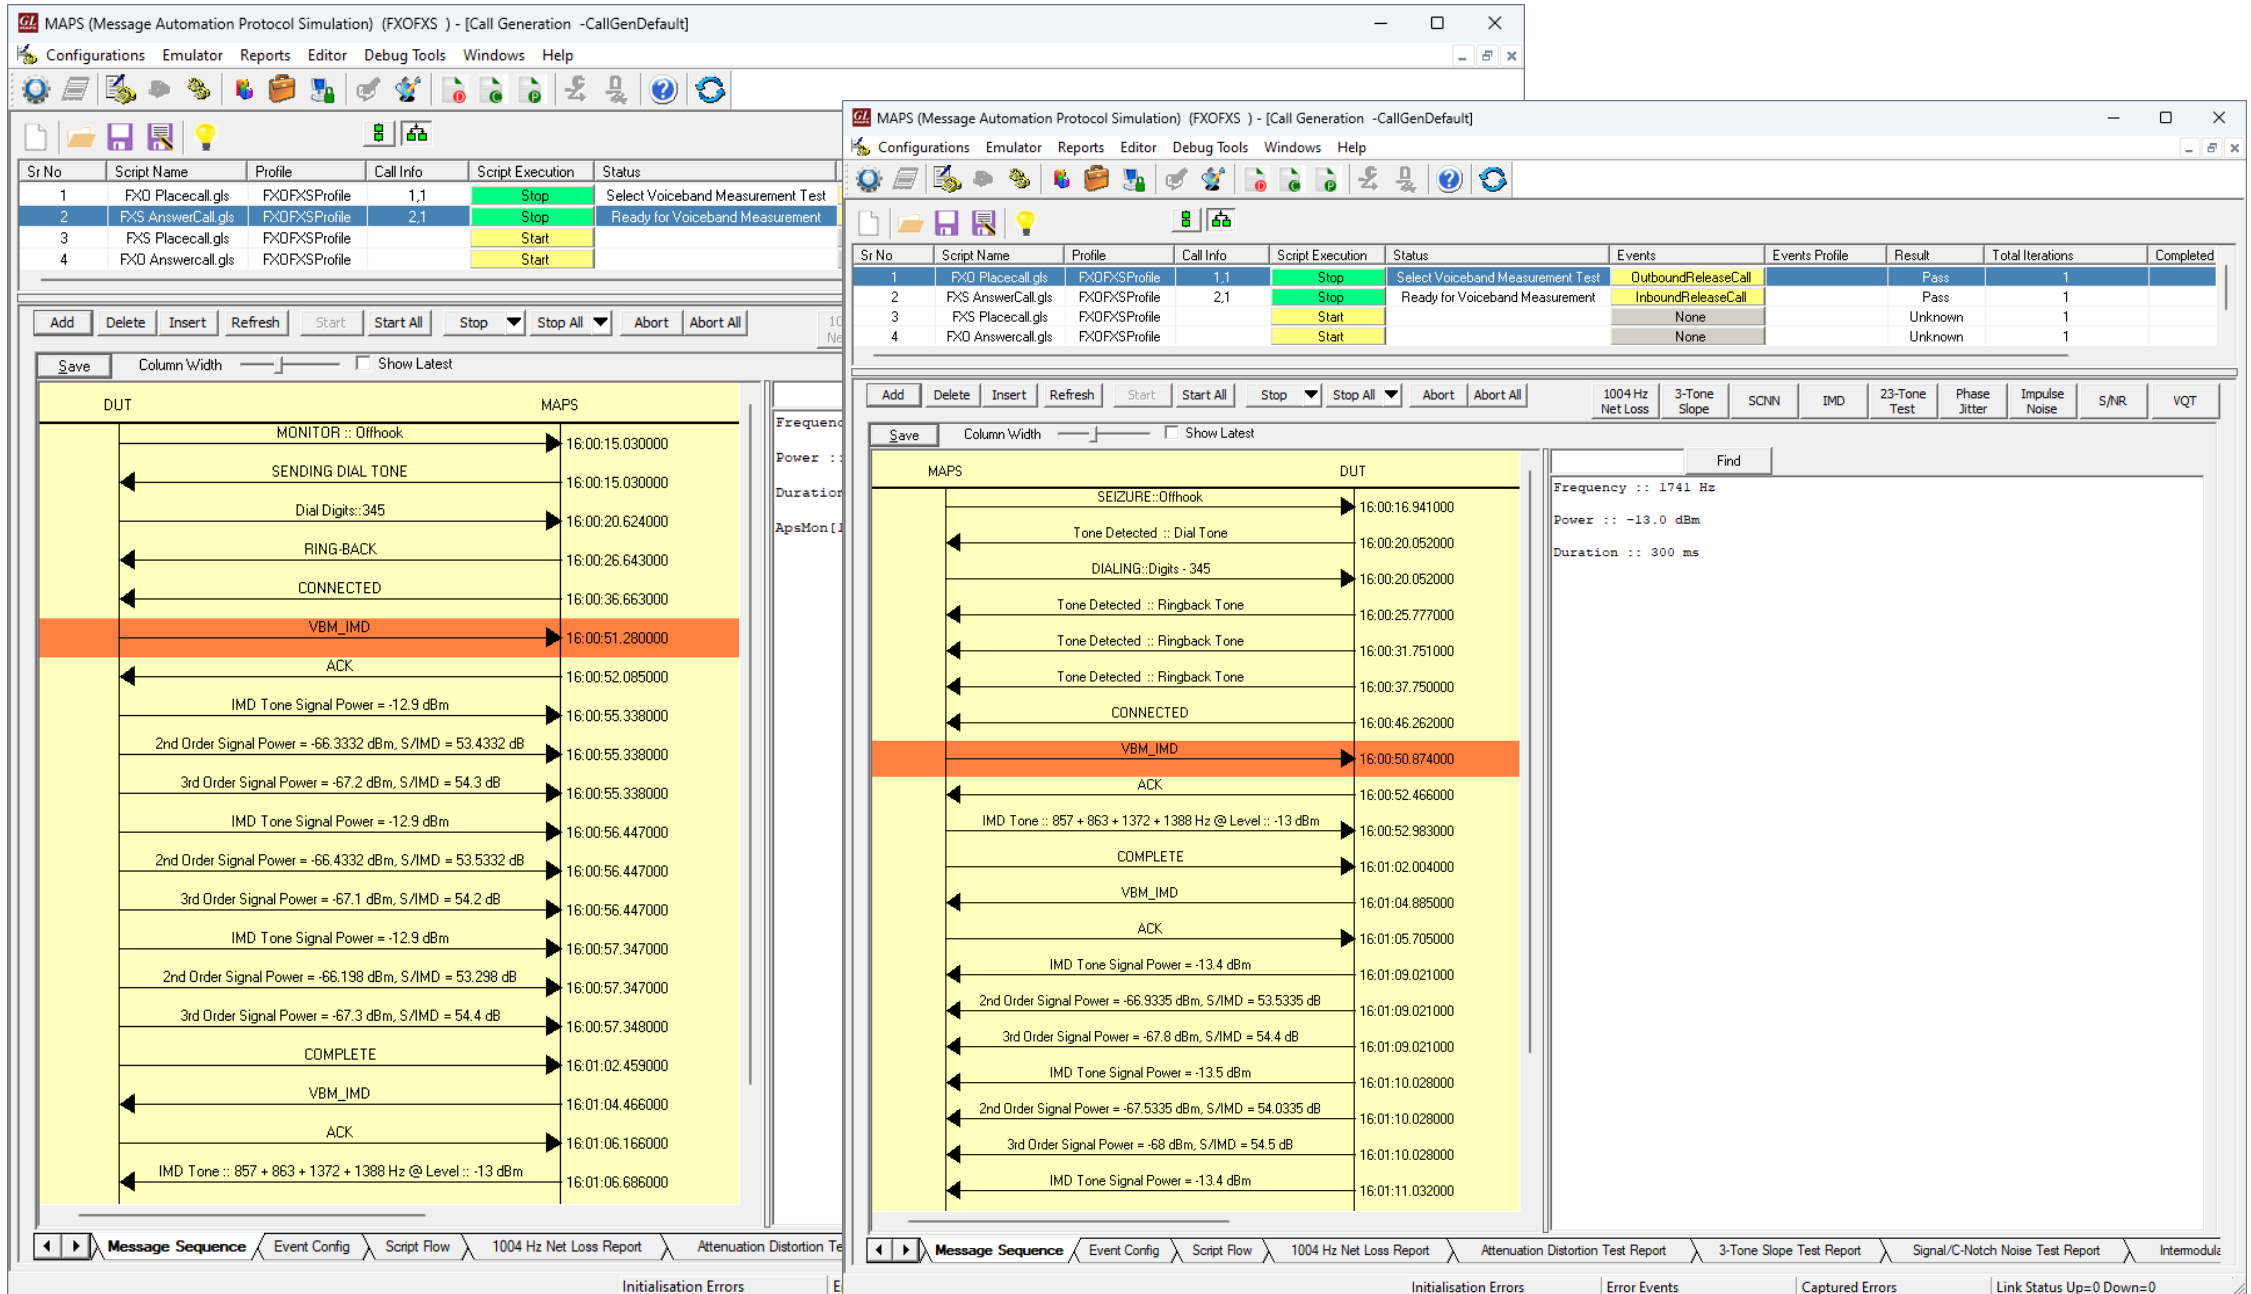 MAPS (Message Automation Protocol Simulation) (FXOFXS ) - [Call Generation -CallGenDefault]
Configurations Emulator Reports Editor Debug Tools Windows Help
Sr No Script Name Profile Call Info Script Execution Status
1 FXO Placecall.gls FXOFXSProfile 1,1 Stop Select Voiceband Measurement Test
2 FXS AnswerCall.gls FXOFXSProfile 2,1 Stop Ready for Voiceband Measurement
3 FXS Placecall.gls FXOFXSProfile Start
4 FXO Answercall.gls FXOFXSProfile Start
Add Delete Insert Refresh Start Start All Stop Stop All Abort Abort All
Save Column Width Show Latest
DUT MAPS
MONITOR :: Offhook 16:00:15.030000
SENDING DIAL TONE 16:00:15.030000
Dial Digits::345 16:00:20.624000
RING-BACK 16:00:26.643000
CONNECTED 16:00:36.663000
VBM_IMD 16:00:51.280000
ACK 16:00:52.085000
IMD Tone Signal Power = -12.9 dBm 16:00:55.338000
2nd Order Signal Power = -66.3332 dBm, S/IMD = 53.4332 dB 16:00:55.338000
3rd Order Signal Power = -67.2 dBm, S/IMD = 54.3 dB 16:00:55.338000
IMD Tone Signal Power = -12.9 dBm 16:00:56.447000
2nd Order Signal Power = -66.4332 dBm, S/IMD = 53.5332 dB 16:00:56.447000
3rd Order Signal Power = -67.1 dBm, S/IMD = 54.2 dB 16:00:56.447000
IMD Tone Signal Power = -12.9 dBm 16:00:57.347000
2nd Order Signal Power = -66.198 dBm, S/IMD = 53.298 dB 16:00:57.347000
3rd Order Signal Power = -67.3 dBm, S/IMD = 54.4 dB 16:00:57.348000
COMPLETE 16:01:02.459000
VBM_IMD 16:01:04.466000
ACK 16:01:06.166000
IMD Tone :: 857 + 863 + 1372 + 1388 Hz @ Level :: -13 dBm 16:01:06.686000
Frequenc
Power ::
Duration
ApsMon[1
Message Sequence Event Config Script Flow 1004 Hz Net Loss Report Attenuation Distortion Te
Initialisation Errors E
MAPS (Message Automation Protocol Simulation) (FXOFXS ) - [Call Generation -CallGenDefault]
Configurations Emulator Reports Editor Debug Tools Windows Help
Sr No Script Name Profile Call Info Script Execution Status Events Events Profile Result Total Iterations Completed
1 FXO Placecall.gls FXOFXSProfile 1,1 Stop Select Voiceband Measurement Test OutboundReleaseCall Pass 1
2 FXS AnswerCall.gls FXOFXSProfile 2,1 Stop Ready for Voiceband Measurement InboundReleaseCall Pass 1
3 FXS Placecall.gls FXOFXSProfile Start None Unknown 1
4 FXO Answercall.gls FXOFXSProfile Start None Unknown 1
Add Delete Insert Refresh Start Start All Stop Stop All Abort Abort All 1004 Hz Net Loss 3-Tone Slope SCNN IMD 23-Tone Test Phase Jitter Impulse Noise S/NR VQT
Save Column Width Show Latest
Find
MAPS DUT
SEIZURE::Offhook 16:00:16.941000
Tone Detected :: Dial Tone 16:00:20.052000
DIALING::Digits - 345 16:00:20.052000
Tone Detected :: Ringback Tone 16:00:25.777000
Tone Detected :: Ringback Tone 16:00:31.751000
Tone Detected :: Ringback Tone 16:00:37.750000
CONNECTED 16:00:46.262000
VBM_IMD 16:00:50.874000
ACK 16:00:52.466000
IMD Tone :: 857 + 863 + 1372 + 1388 Hz @ Level :: -13 dBm 16:00:52.983000
COMPLETE 16:01:02.004000
VBM_IMD 16:01:04.885000
ACK 16:01:05.705000
IMD Tone Signal Power = -13.4 dBm 16:01:09.021000
2nd Order Signal Power = -66.9335 dBm, S/IMD = 53.5335 dB 16:01:09.021000
3rd Order Signal Power = -67.8 dBm, S/IMD = 54.4 dB 16:01:09.021000
IMD Tone Signal Power = -13.5 dBm 16:01:10.028000
2nd Order Signal Power = -67.5335 dBm, S/IMD = 54.0335 dB 16:01:10.028000
3rd Order Signal Power = -68 dBm, S/IMD = 54.5 dB 16:01:10.028000
IMD Tone Signal Power = -13.4 dBm 16:01:11.032000
Frequency :: 1741 Hz
Power :: -13.0 dBm
Duration :: 300 ms
Message Sequence Event Config Script Flow 1004 Hz Net Loss Report Attenuation Distortion Test Report 3-Tone Slope Test Report Signal/C-Notch Noise Test Report Intermodula
Initialisation Errors Error Events Captured Errors Link Status Up=0 Down=0